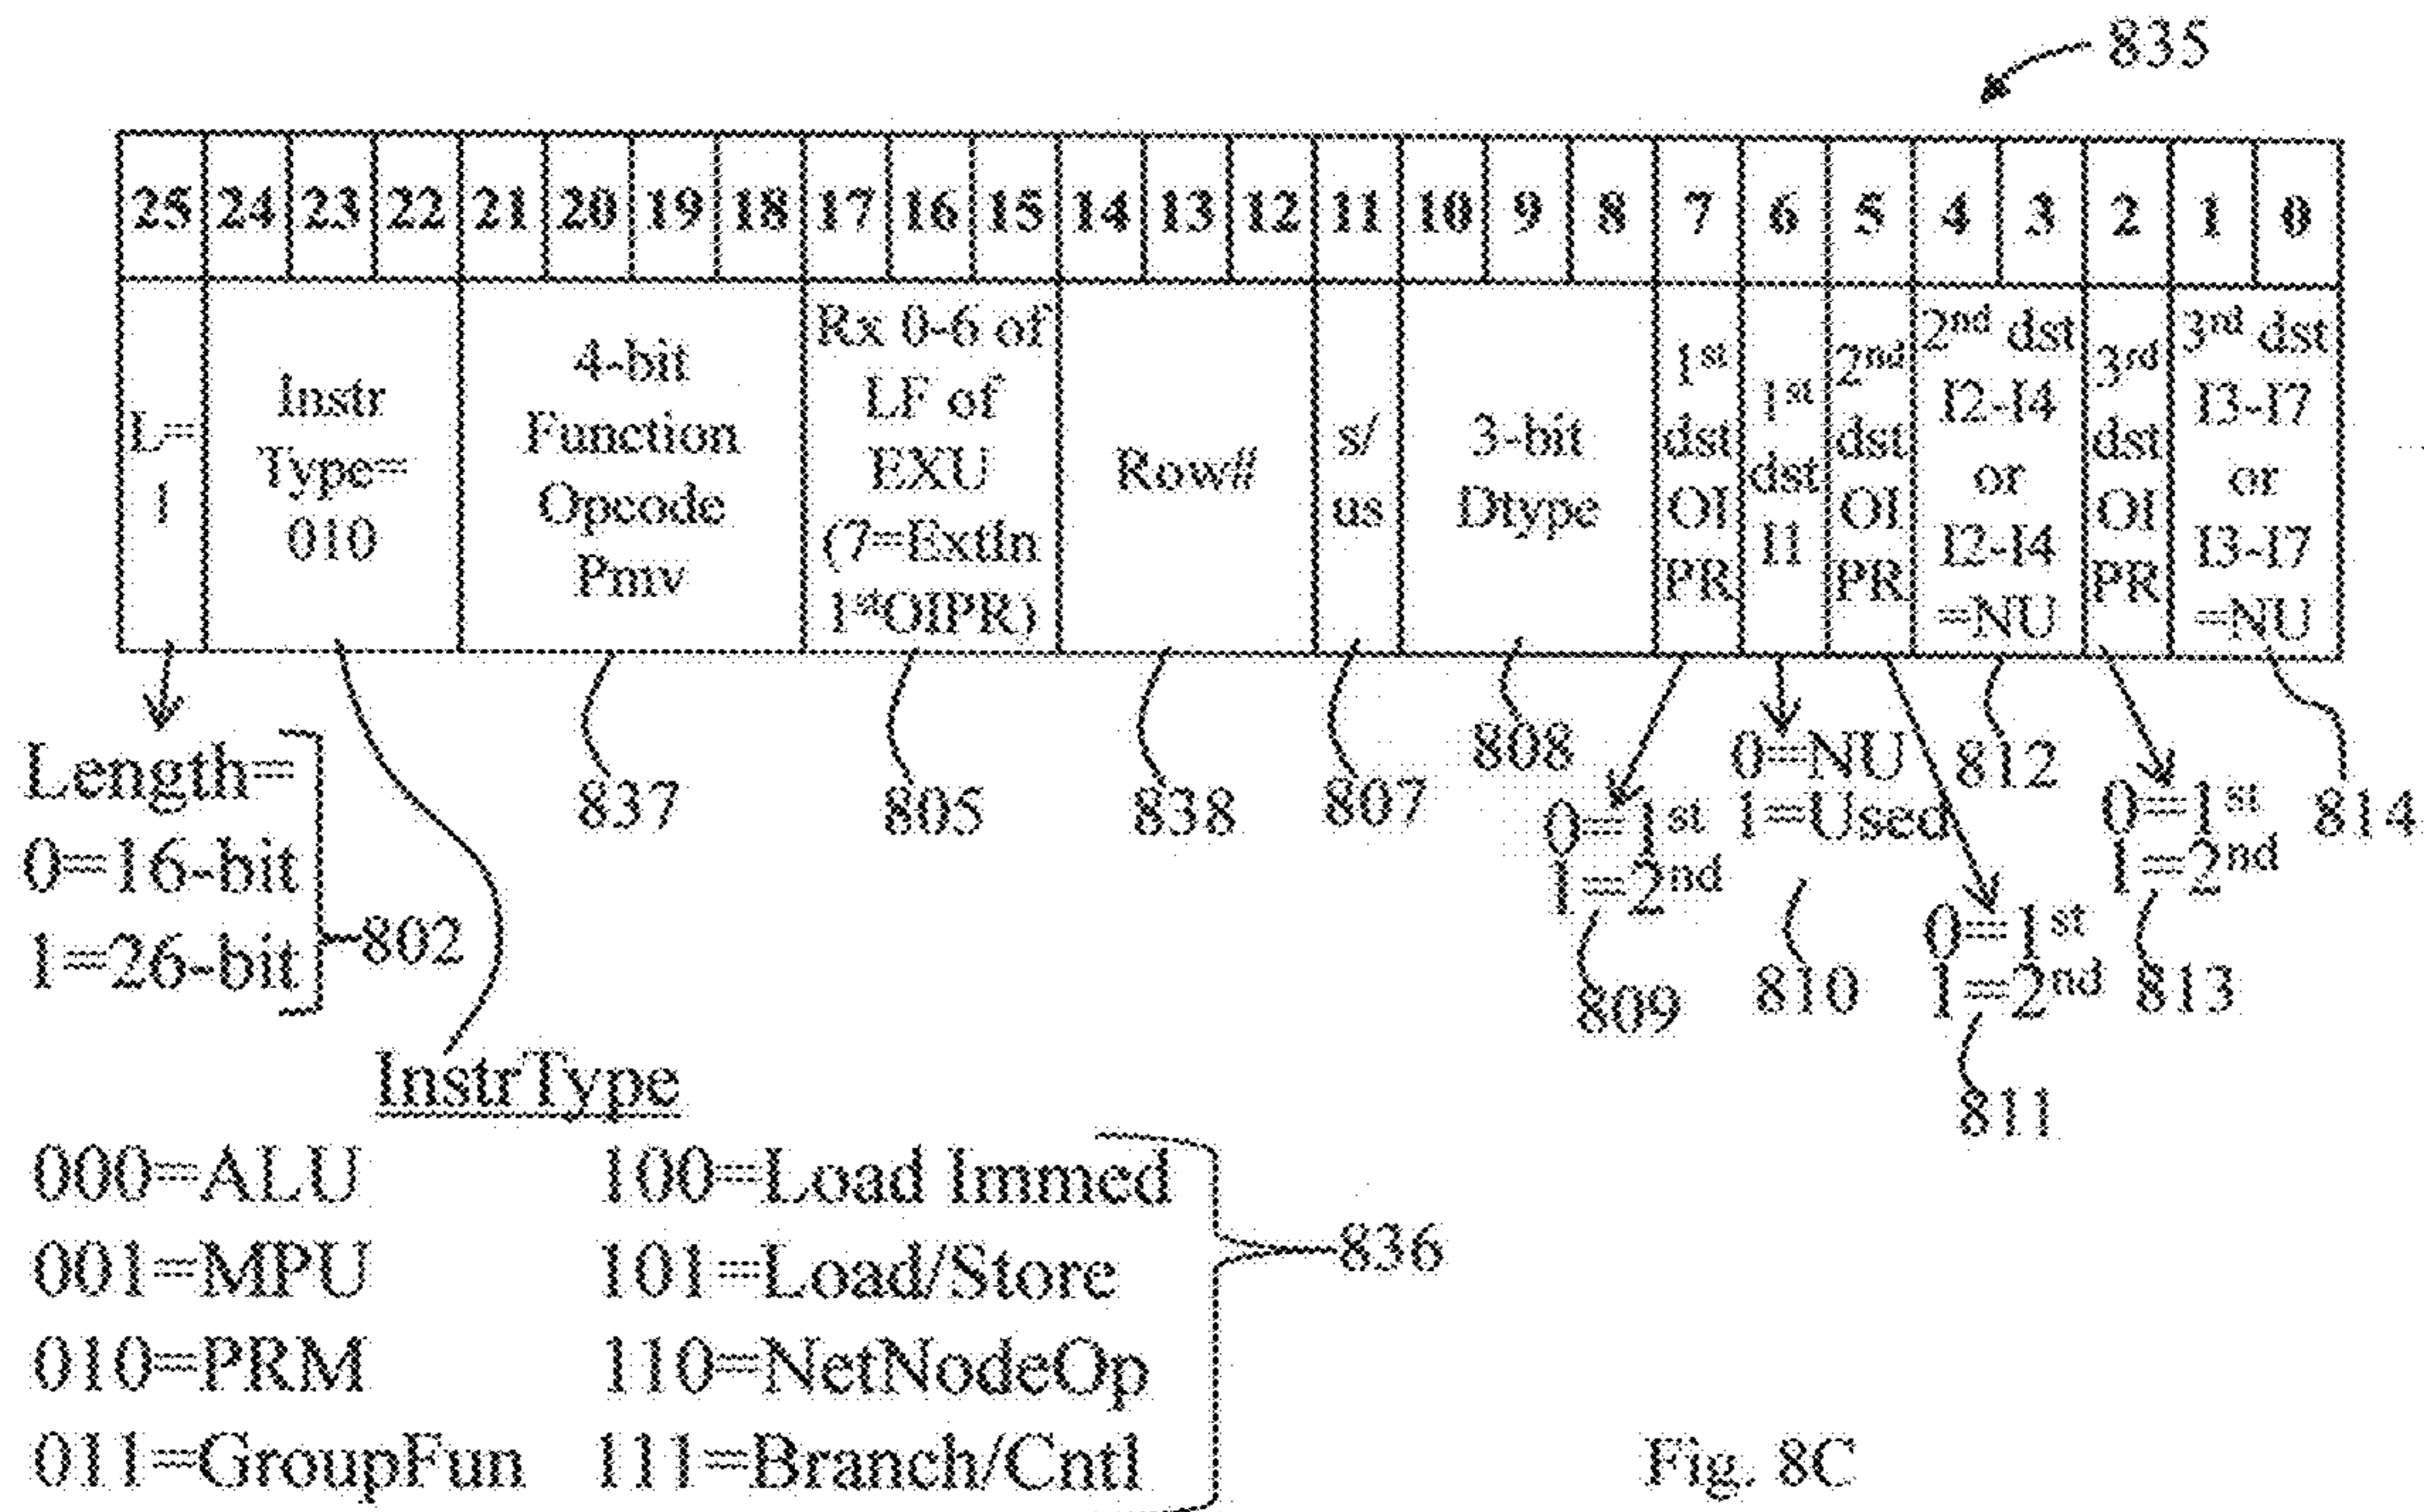 835
25 24 23 22 21 20 19 18 17 16 15 14 13 12 11 10 9 8 7 6 5 4 3 2 1 0
L=
1
Instr
Type=
010
4-bit
Function
Opcode
Pmv
Rx 0-6 of
LF of
EXU
(7=ExtIn
1st OIPR)
Row#
s/
us
3-bit
Dtype
1st
dst
OI
PR
1st
dst
I1
2nd
dst
OI
PR
2nd dst
I2-I4
or
I2-I4
=NU
3rd
dst
OI
PR
3rd dst
I3-I7
or
I3-I7
=NU
Length=
0=16-bit
1=26-bit
802
837
805
838
807
808
0=1st
1=2nd
809
0=NU
1=Used
810
0=1st
1=2nd
811
812
0=1st
1=2nd
813
814
InstrType
000=ALU
001=MPU
010=PRM
011=GroupFun
100=Load Immed
101=Load/Store
110=NetNodeOp
111=Branch/Cntl
836
Fig. 8C